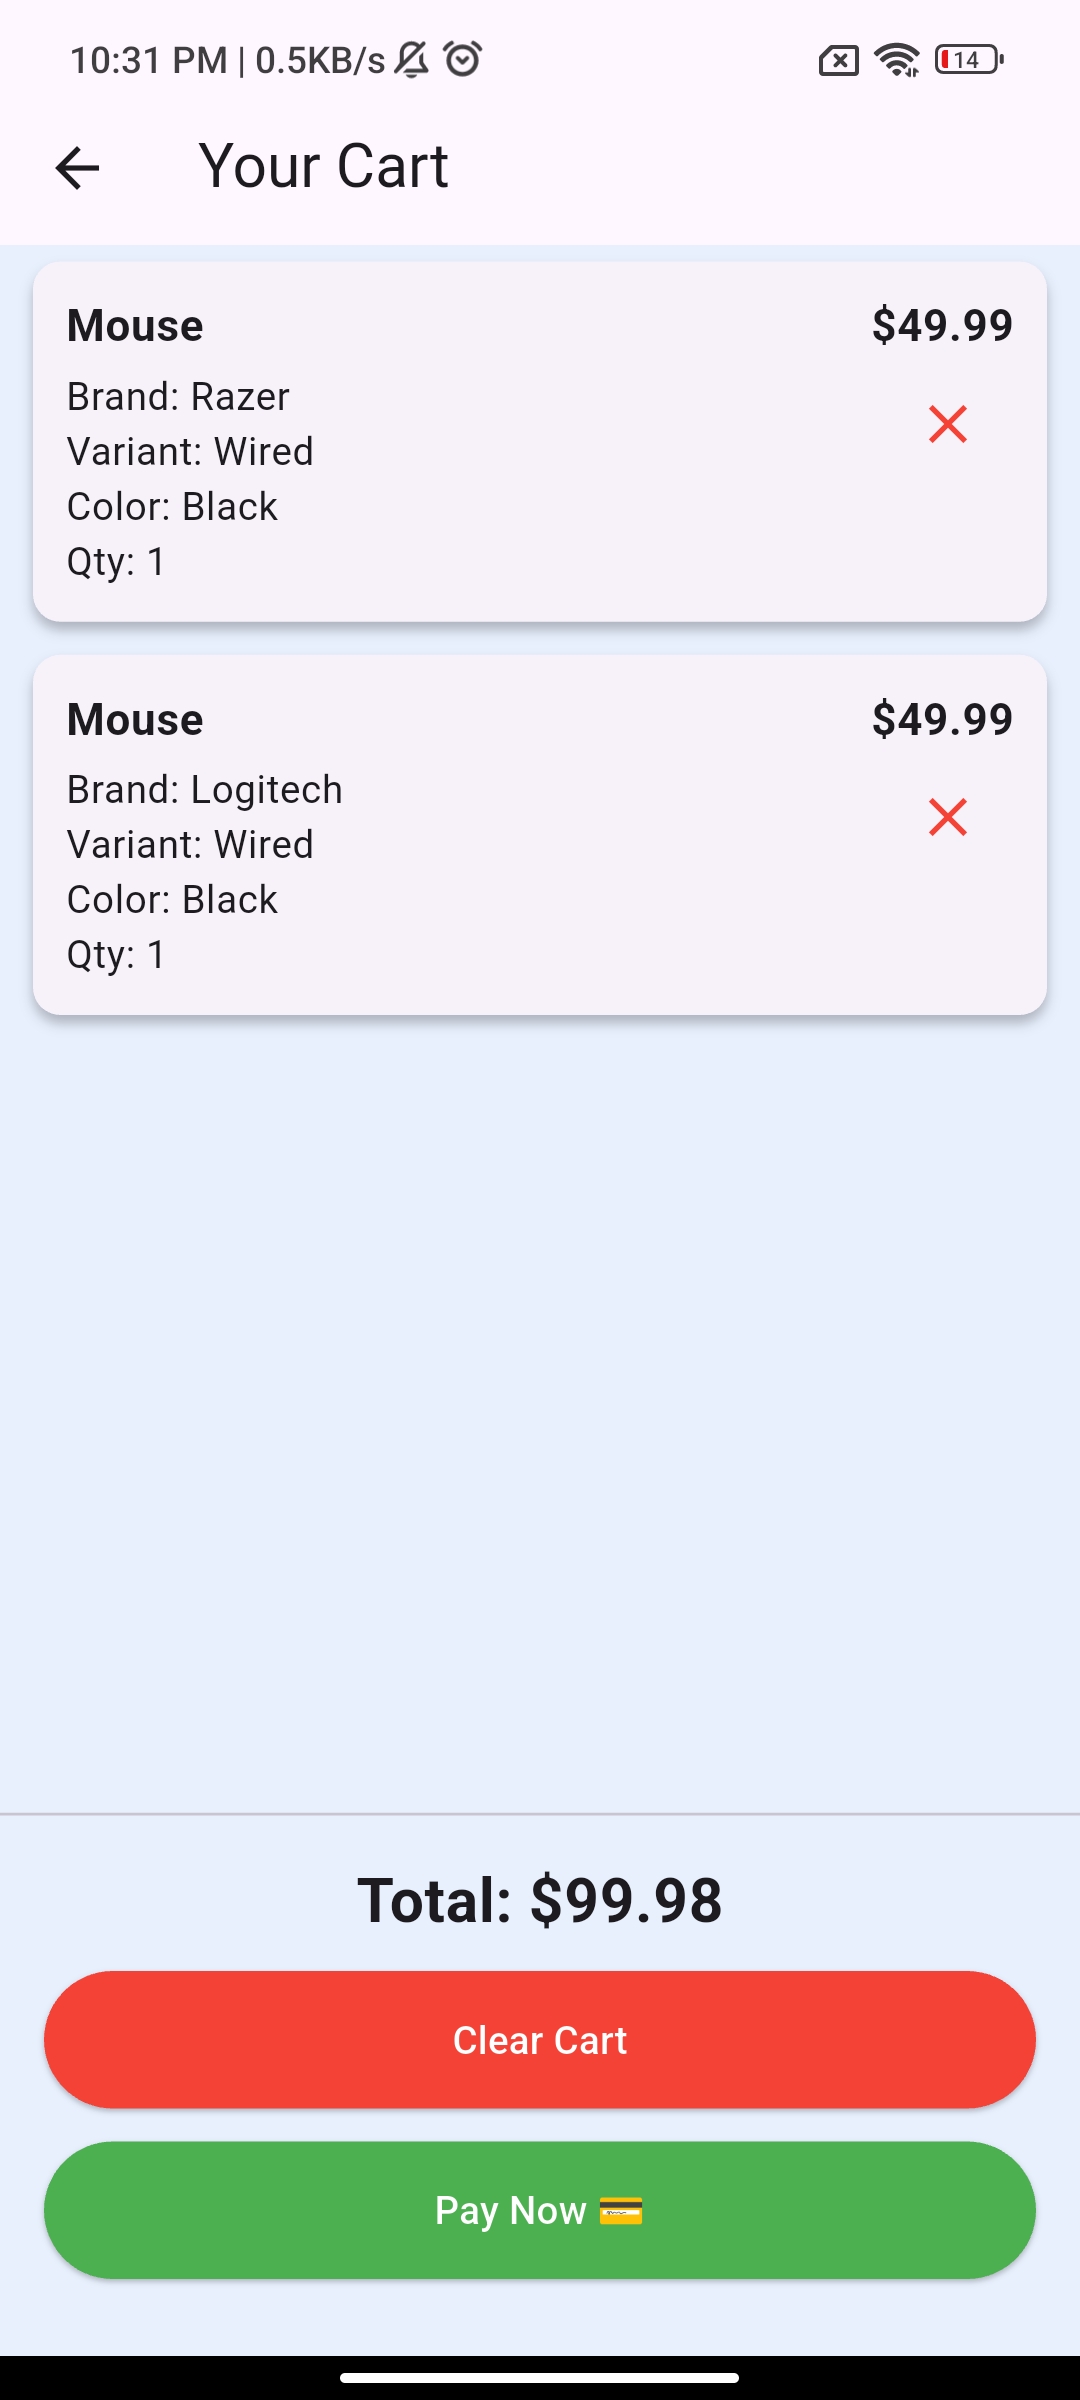 10:31 PM | 0.5KB/s
14
Your Cart
Mouse
$49.99
Brand: Razer
Variant: Wired
Color: Black
Qty: 1
Mouse
$49.99
Brand: Logitech
Variant: Wired
Color: Black
Qty: 1
Total: $99.98
Clear Cart
Pay Now 💳